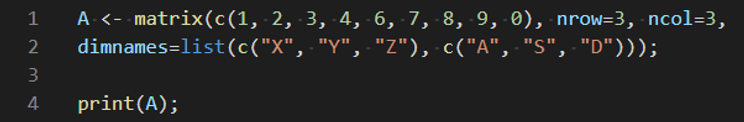 1 A <- matrix(c(1, 2, 3, 4, 6, 7, 8, 9, 0), nrow=3, ncol=3,
2 dimnames=list(c("X", "Y", "Z"), c("A", "S", "D")));
3
4 print(A);